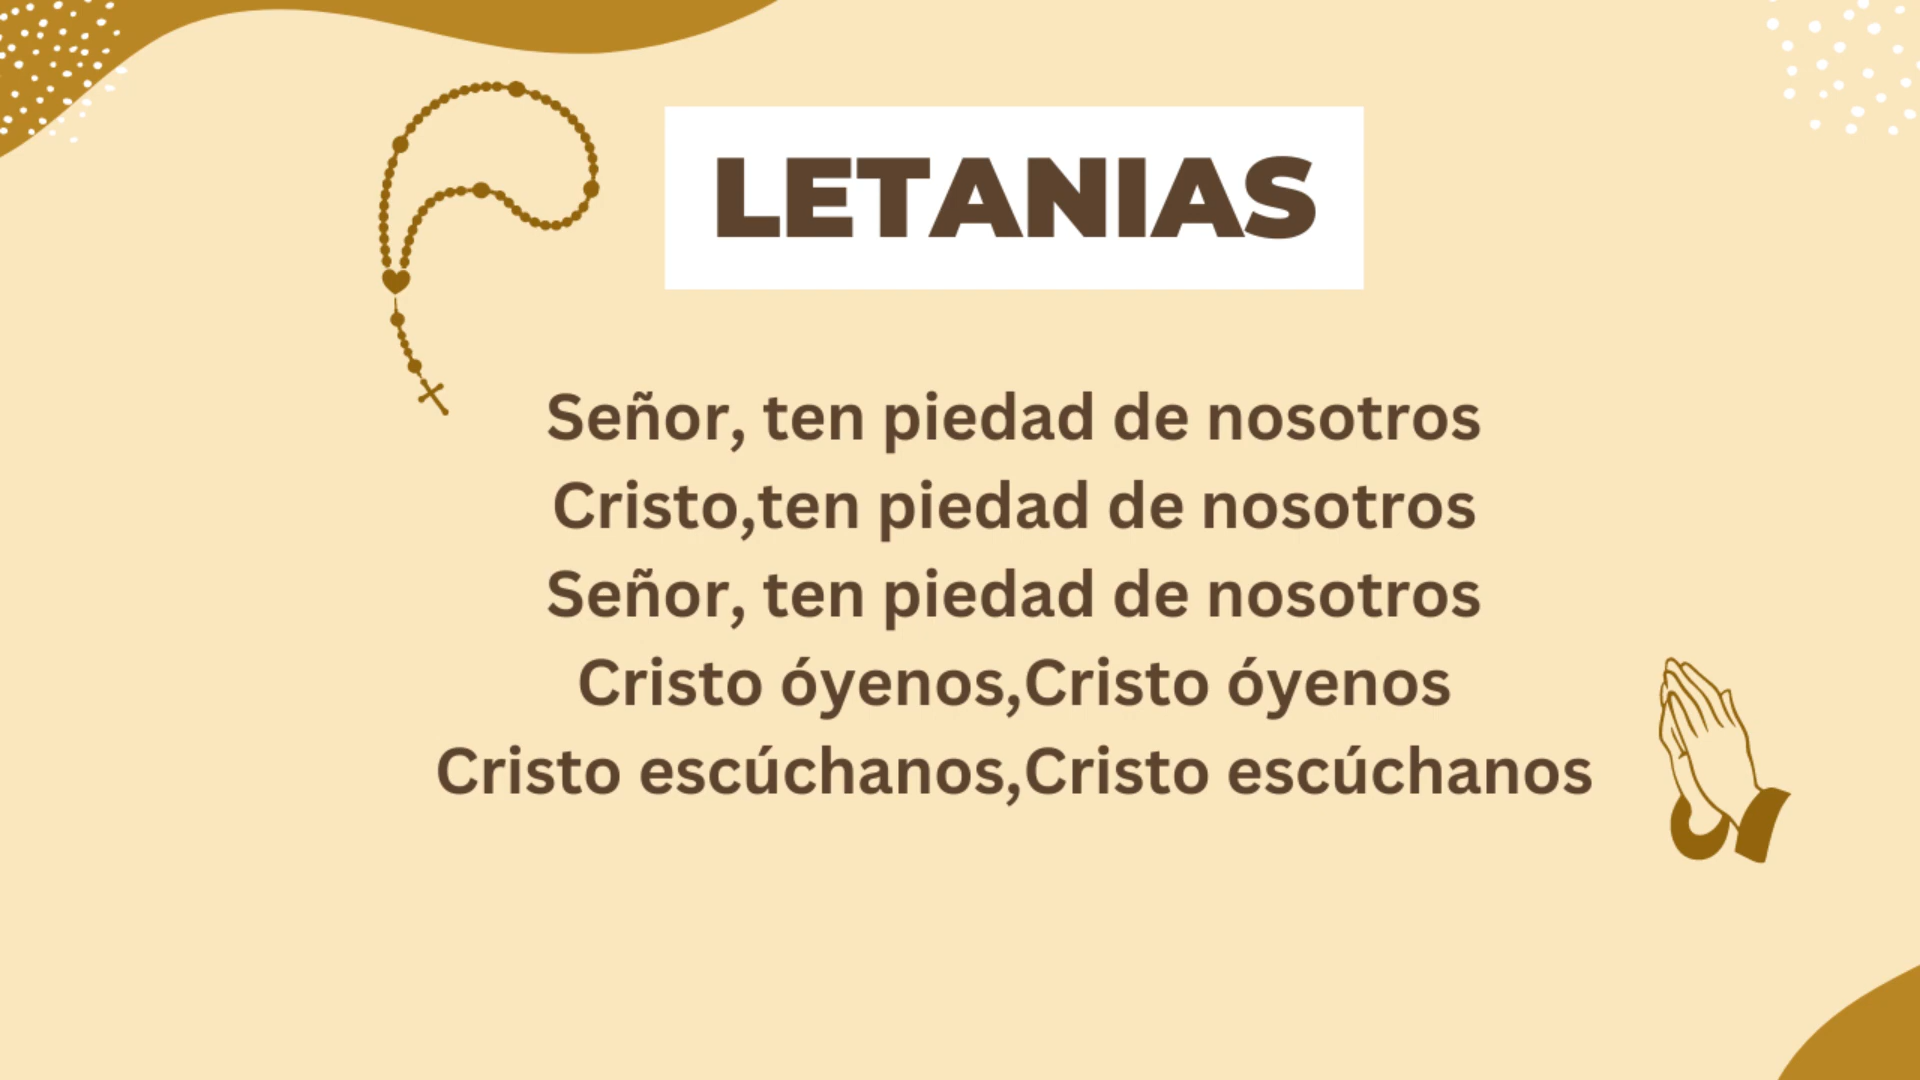 LETANIAS
Señor, ten piedad de nosotros
Cristo,ten piedad de nosotros
Señor, ten piedad de nosotros
Cristo óyenos,Cristo óyenos
Cristo escúchanos,Cristo escúchanos